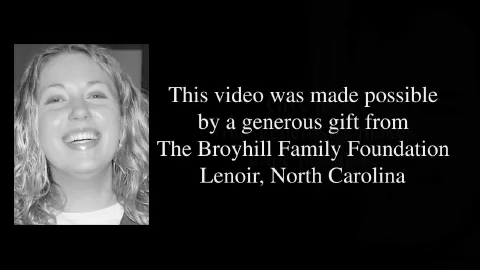 This video was made possible
by a generous gift from
The Broyhill Family Foundation
Lenoir, North Carolina